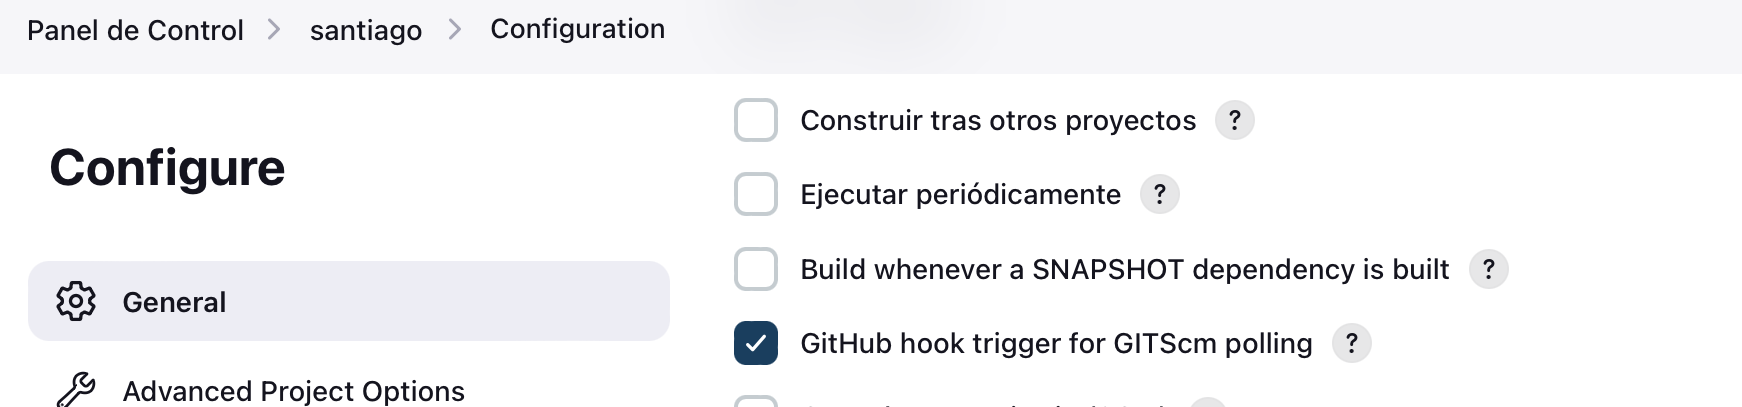 Panel de Control > santiago > Configuration
Configure
General
Advanced Project Options
Construir tras otros proyectos ?
Ejecutar periódicamente ?
Build whenever a SNAPSHOT dependency is built ?
GitHub hook trigger for GITScm polling ?